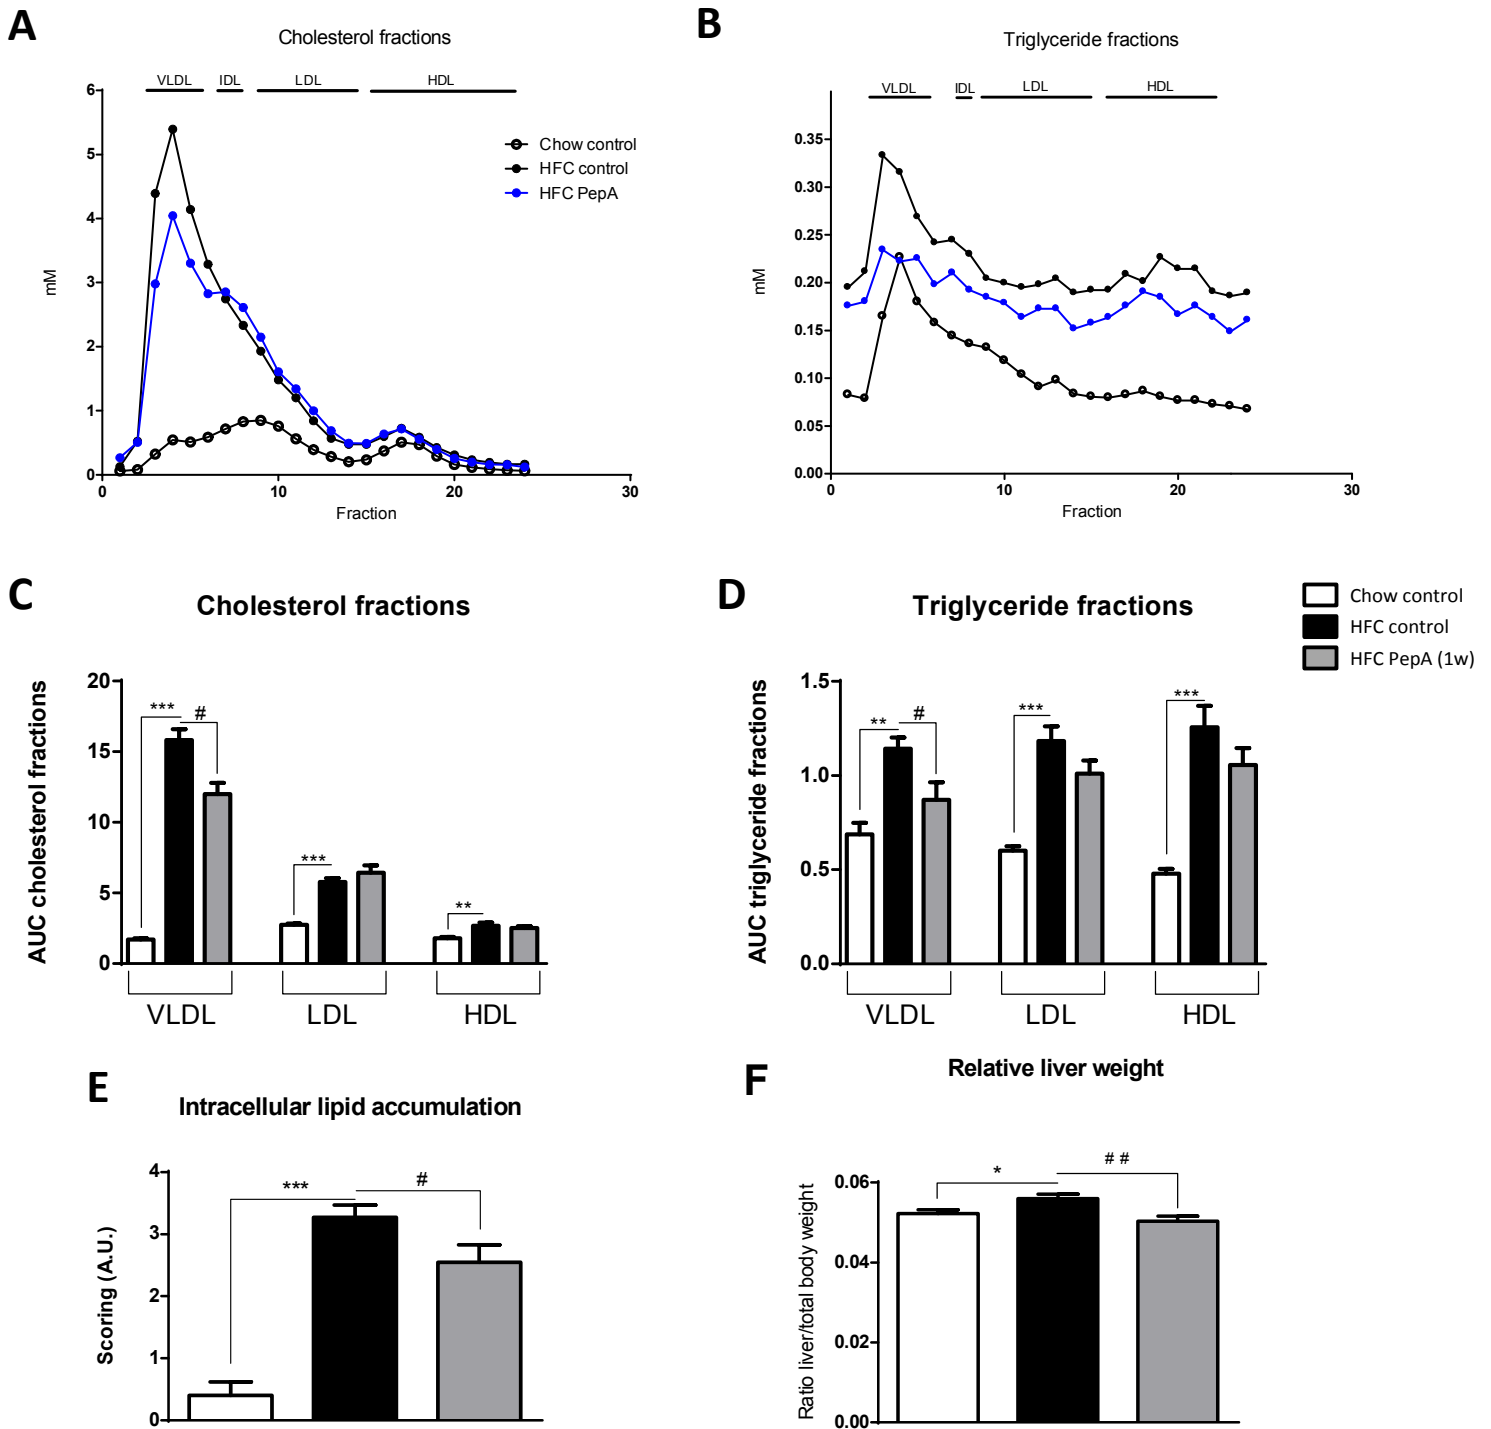 A
Cholesterol fractions
VLDL IDL LDL HDL
6
5
4
3
2
1
0
mM
0 10 20 30
Fraction
Chow control
HFC control
HFC PepA
B
Triglyceride fractions
VLDL IDL LDL HDL
0.35
0.30
0.25
0.20
0.15
0.10
0.05
0.00
mM
0 10 20 30
Fraction
C
Cholesterol fractions
AUC cholesterol fractions
20
15
10
5
0
*** #
***
**
VLDL LDL HDL
D
Triglyceride fractions
AUC triglyceride fractions
1.5
1.0
0.5
0.0
** #
***
***
VLDL LDL HDL
Chow control
HFC control
HFC PepA (1w)
E
Intracellular lipid accumulation
Scoring (A.U.)
4
3
2
1
0
*** #
F
Relative liver weight
Ratio liver/total body weight
0.06
0.04
0.02
0.00
* # #